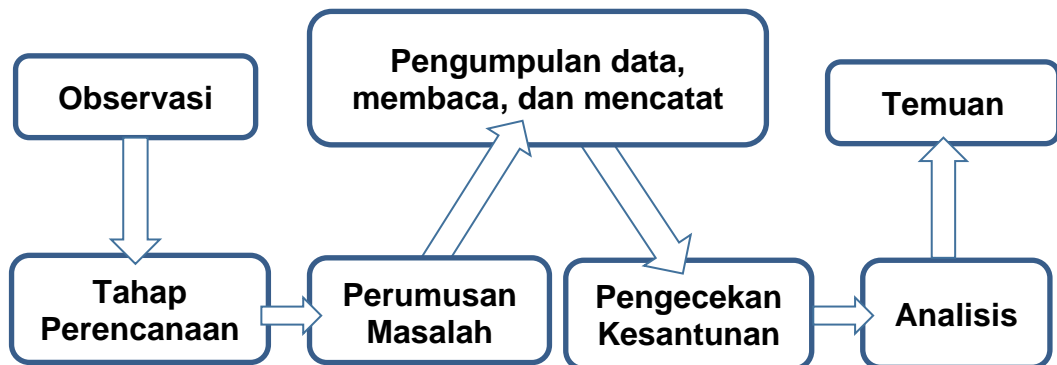 Observasi
Tahap
Perencanaan
Perumusan
Masalah
Pengumpulan data,
membaca, dan mencatat
Pengecekan
Kesantunan
Analisis
Temuan